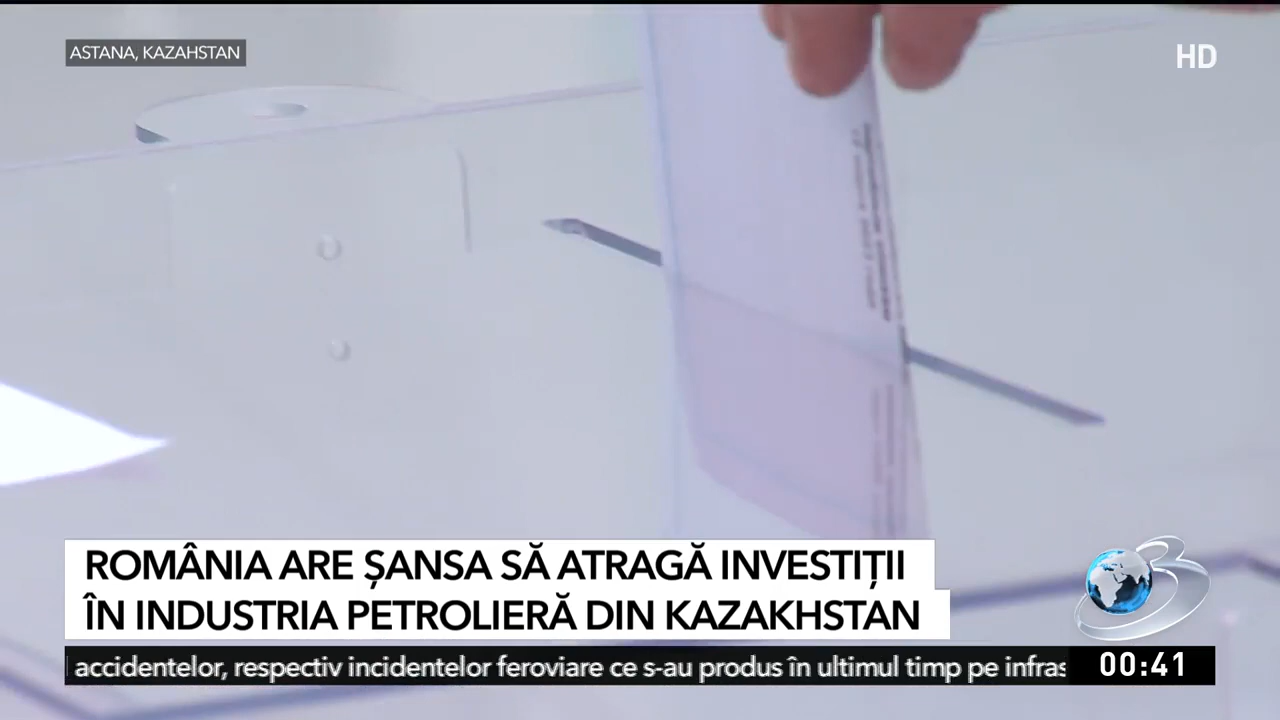 ASTANA, KAZAHSTAN
HD
ROMÂNIA ARE ȘANSA SĂ ATRAGĂ INVESTIȚII
ÎN INDUSTRIA PETROLIERĂ DIN KAZAKHSTAN
accidentelor, respectiv incidentelor feroviare ce s-au produs în ultimul timp pe infras
00:41